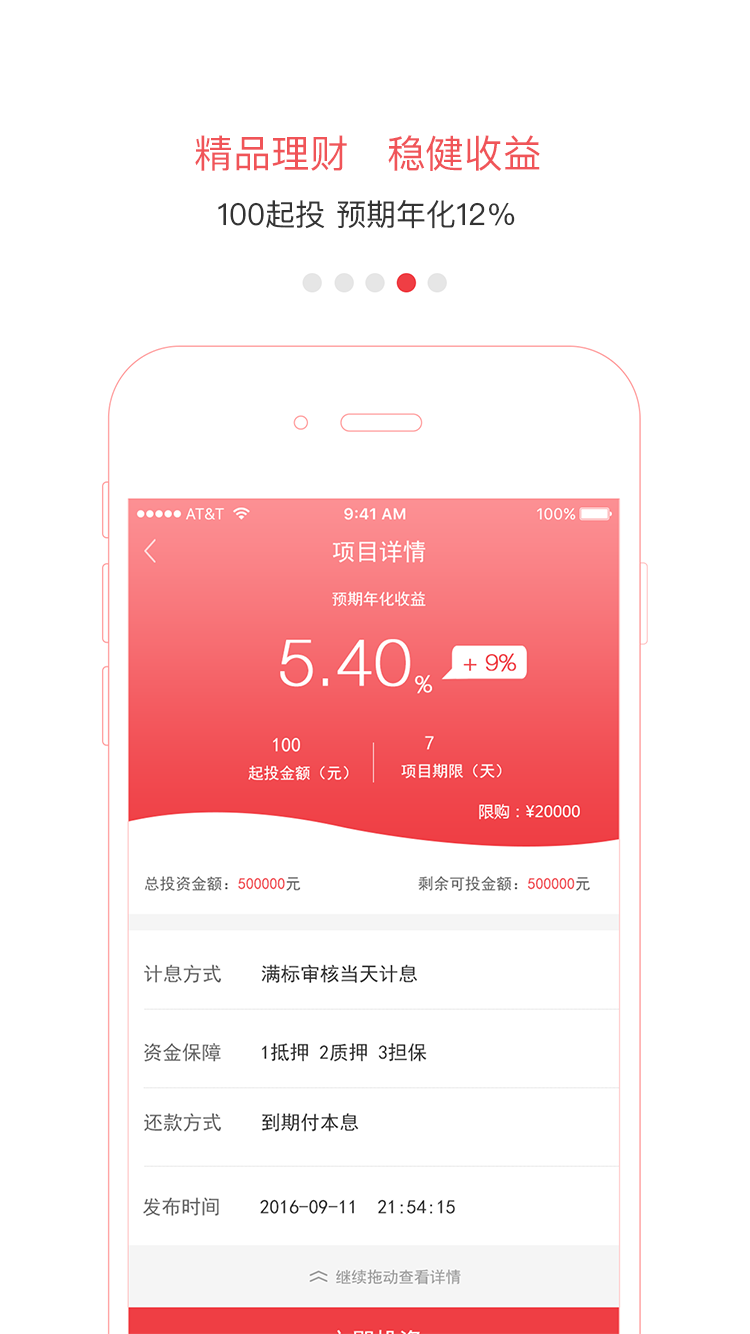 精品理财 稳健收益
100起投 预期年化12%
AT&T 9:41 AM 100%
项目详情
预期年化收益
5.40% + 9%
100 7
起投金额（元） 项目期限（天）
限购：¥20000
总投资金额：500000元 剩余可投金额：500000元
计息方式 满标审核当天计息
资金保障 1抵押 2质押 3担保
还款方式 到期付本息
发布时间 2016-09-11 21:54:15
继续拖动查看详情